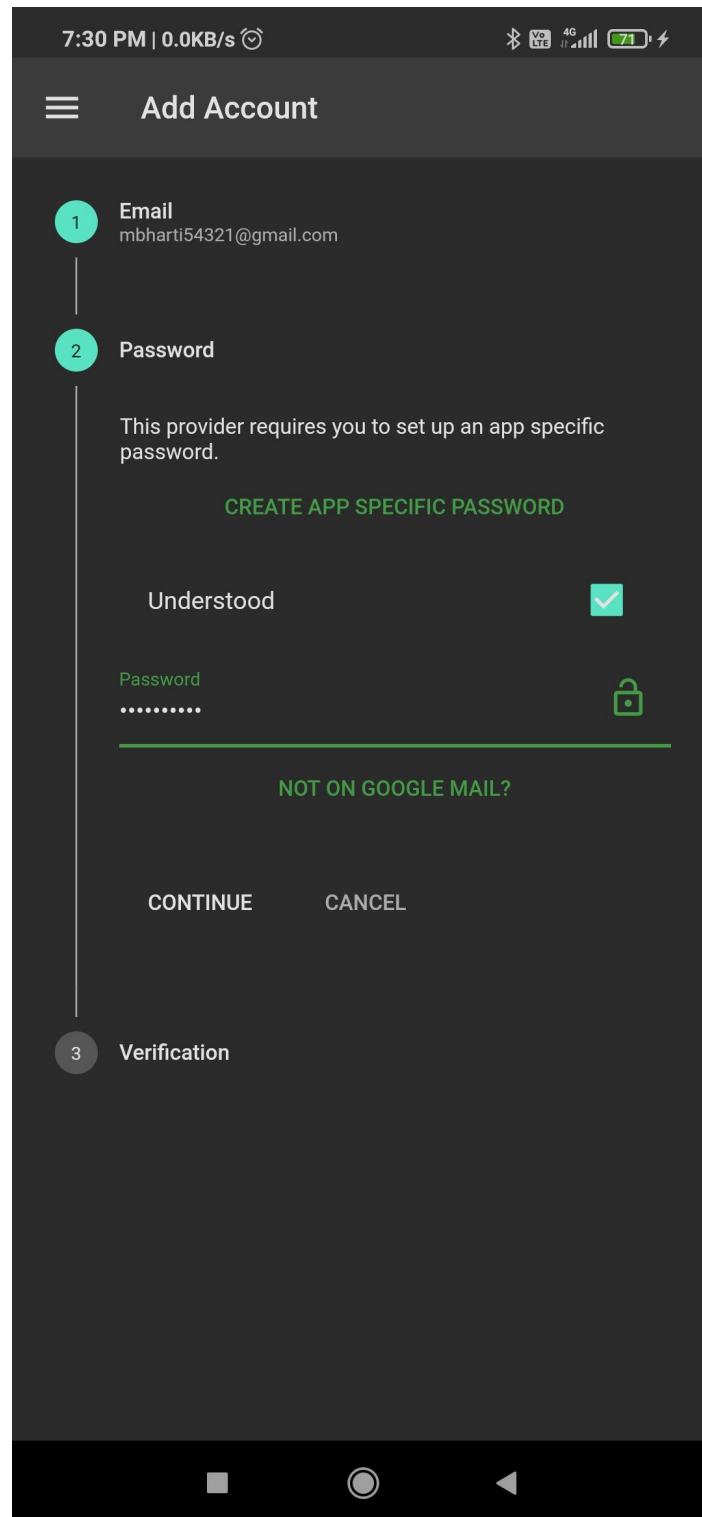 7:30 PM | 0.0KB/s
Vo LTE 4G 71
Add Account
1 Email
mbharti54321@gmail.com
2 Password
This provider requires you to set up an app specific
password.
CREATE APP SPECIFIC PASSWORD
Understood
Password
••••••••••
NOT ON GOOGLE MAIL?
CONTINUE CANCEL
3 Verification